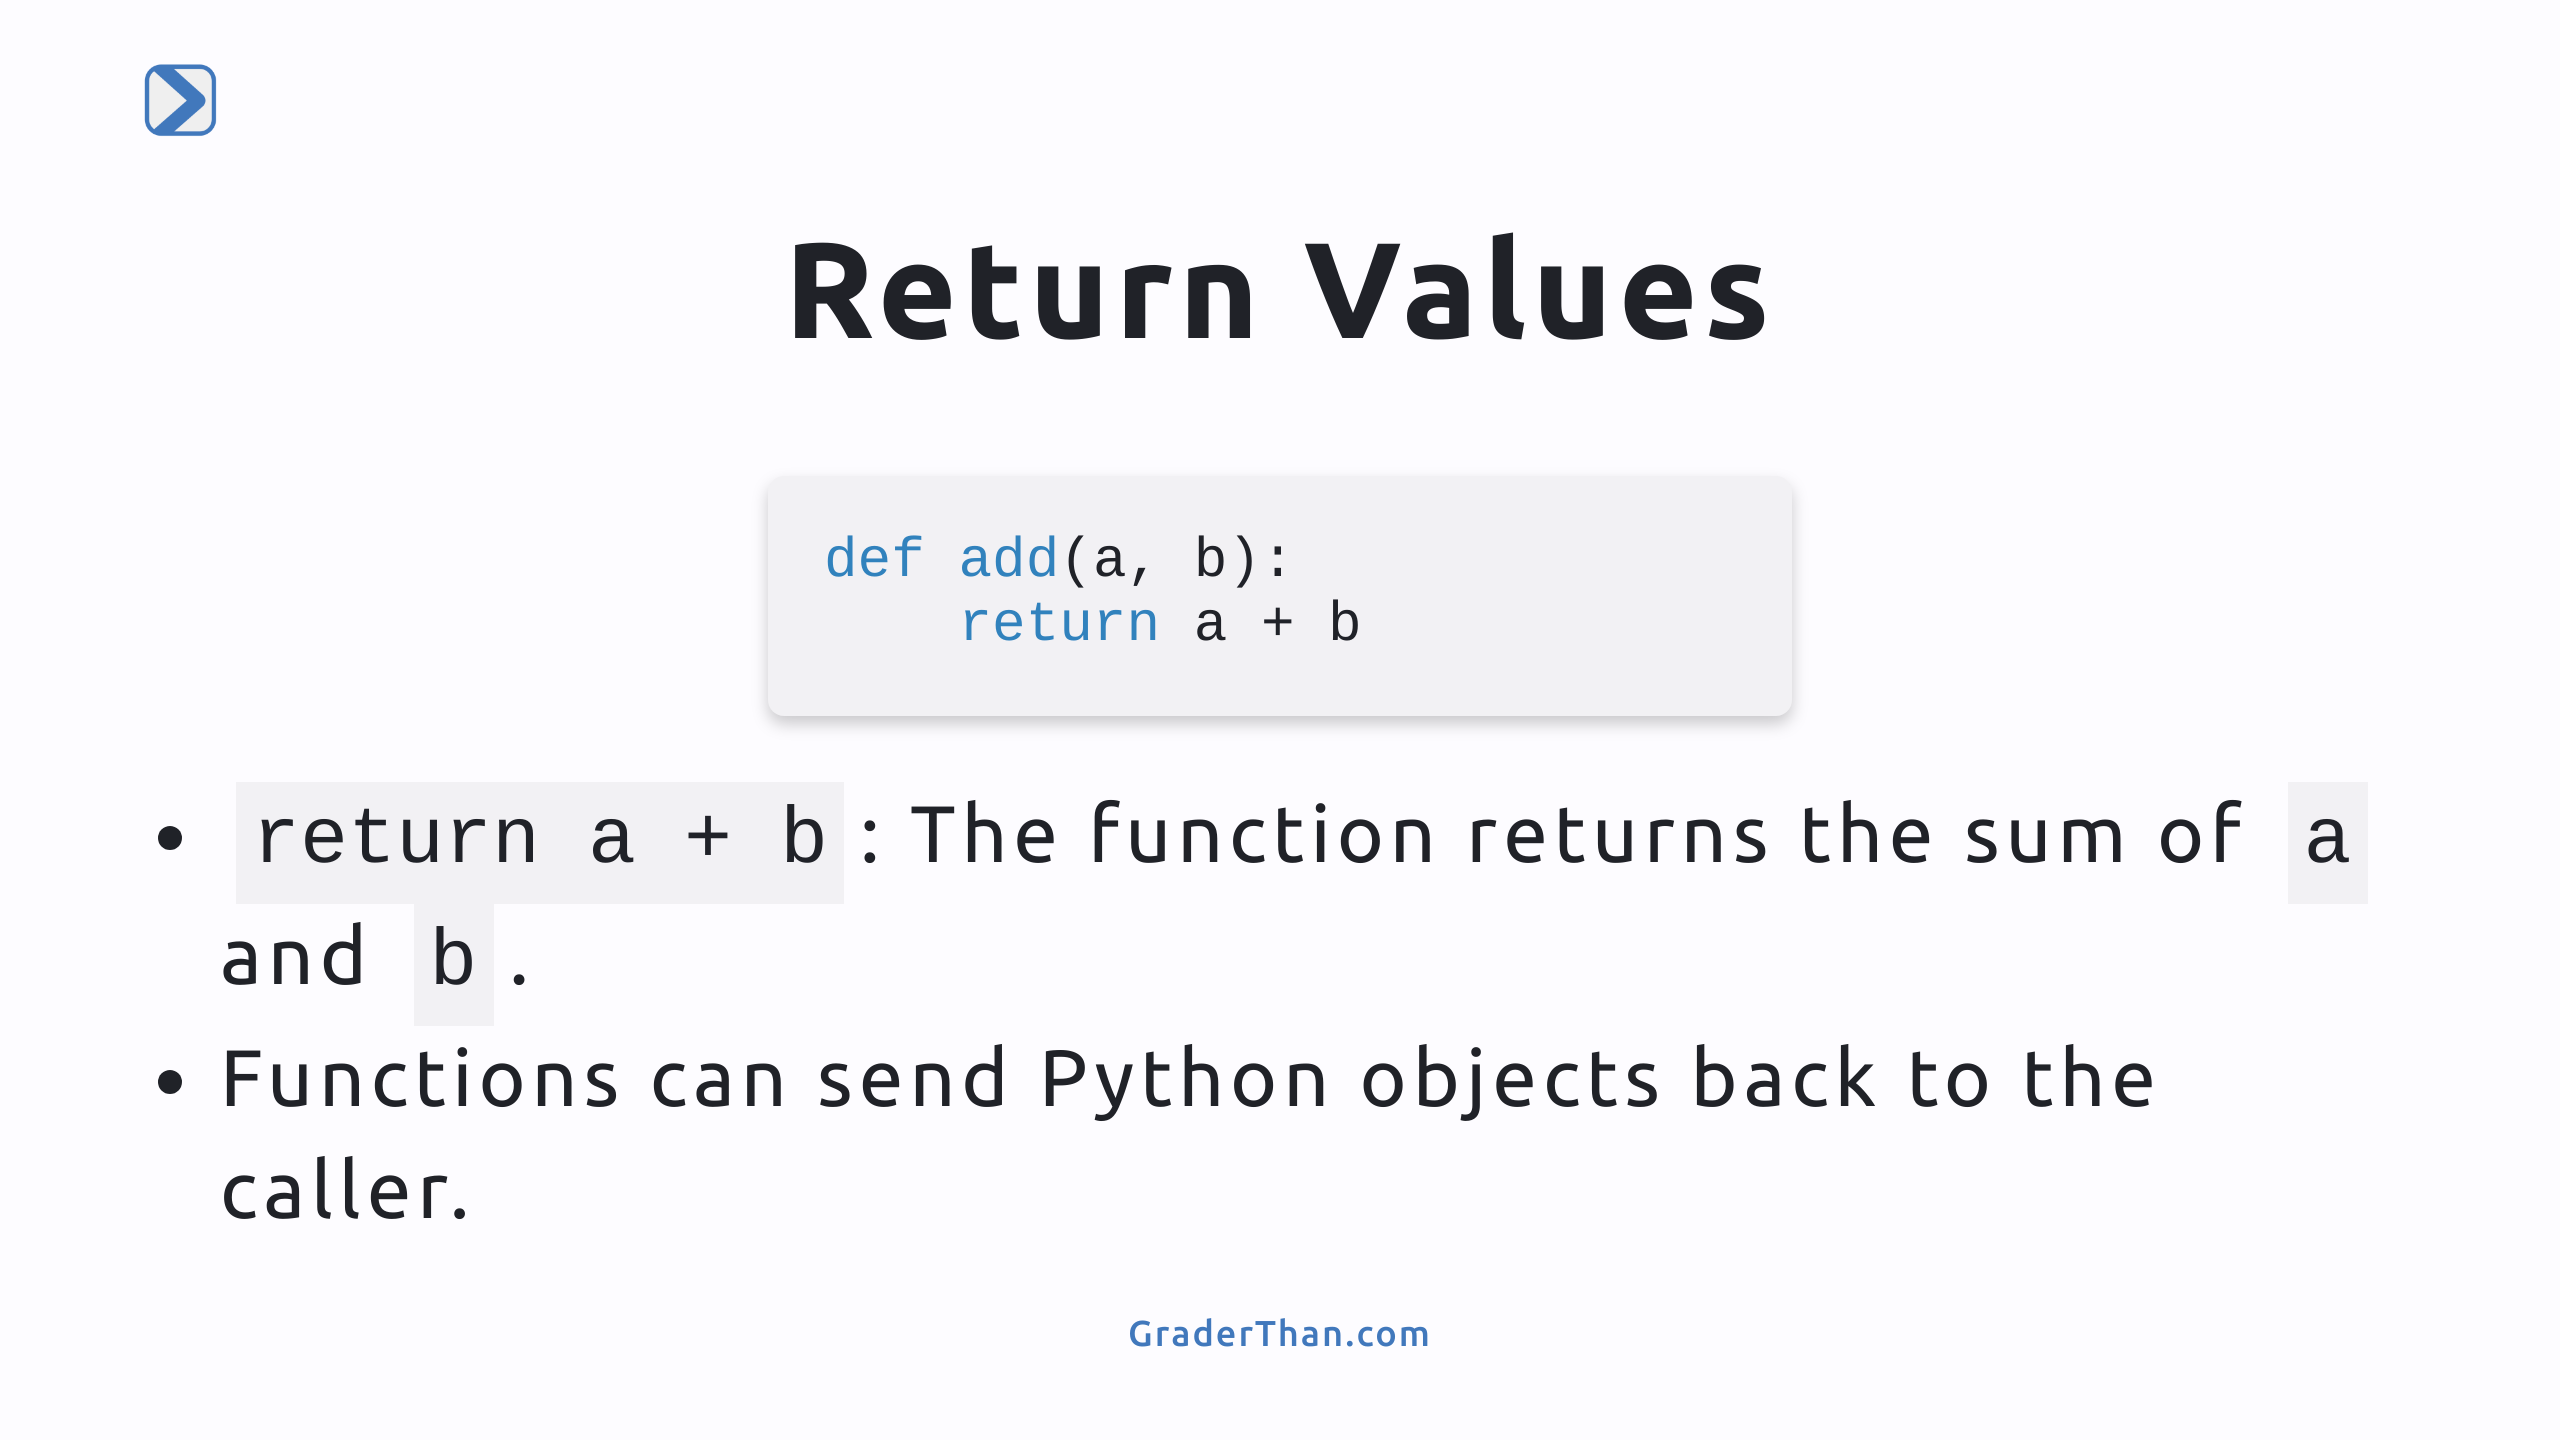 Return Values
def add(a, b):
    return a + b
• return a + b: The function returns the sum of a
and b.
• Functions can send Python objects back to the
caller.
GraderThan.com